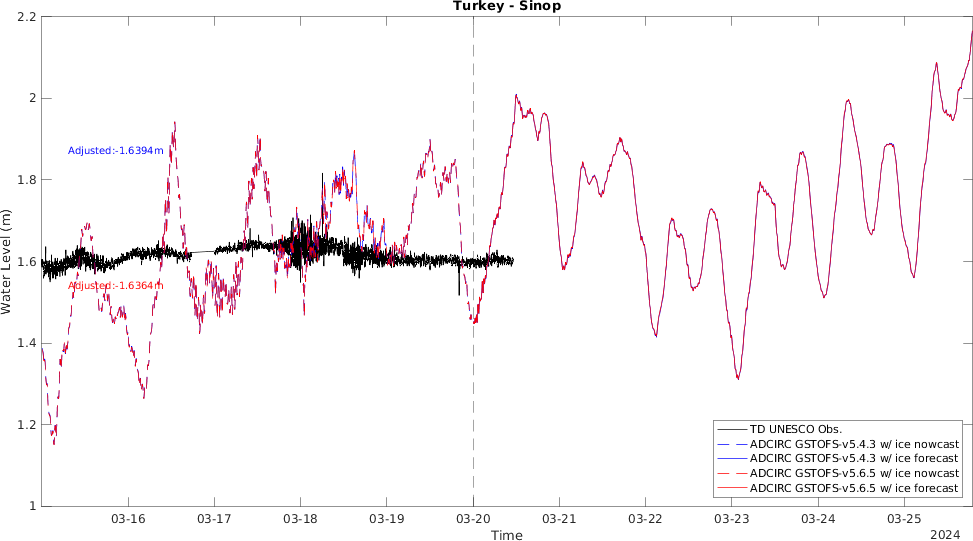 Turkey - Sinop
2.2
2
1.8
1.6
1.4
1.2
1
Water Level (m)
Adjusted:-1.6394m
Adjusted:-1.6364m
TD UNESCO Obs.
ADCIRC GSTOFS-v5.4.3 w/ ice nowcast
ADCIRC GSTOFS-v5.4.3 w/ ice forecast
ADCIRC GSTOFS-v5.6.5 w/ ice nowcast
ADCIRC GSTOFS-v5.6.5 w/ ice forecast
03-16 03-17 03-18 03-19 03-20 03-21 03-22 03-23 03-24 03-25
Time
2024